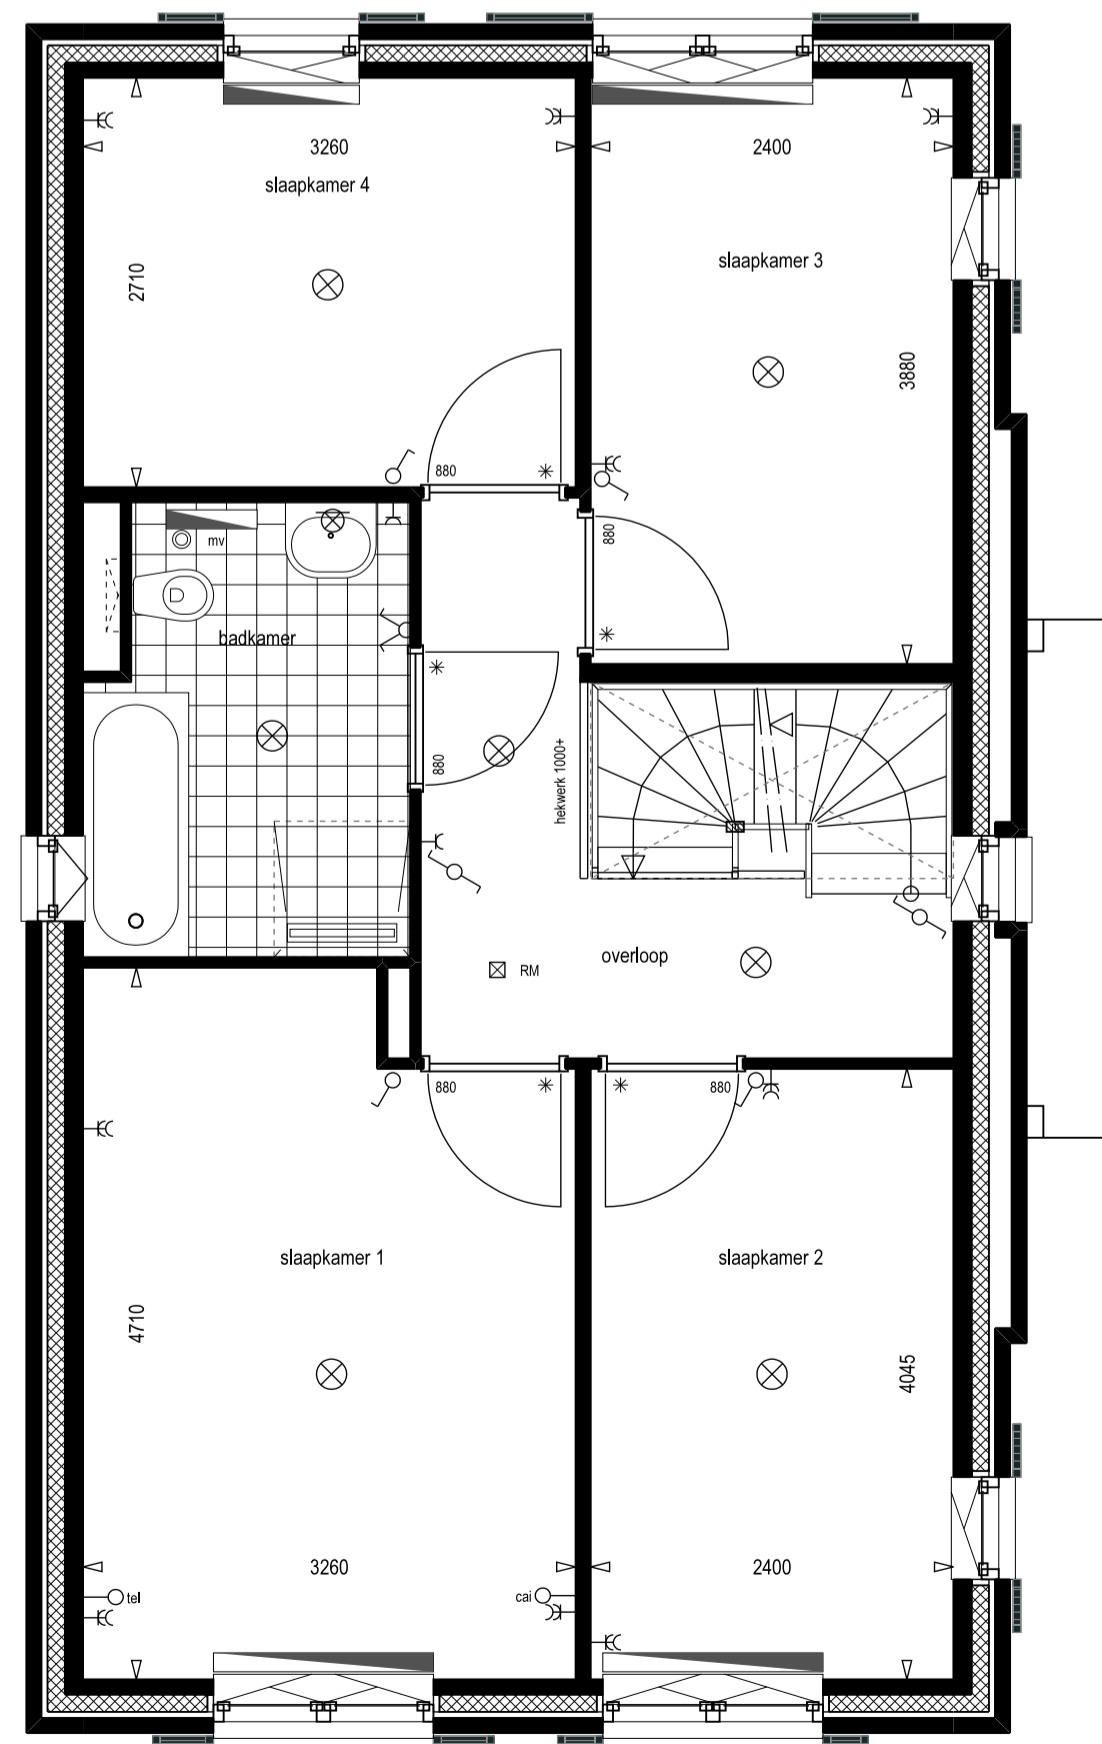 3260
2400
slaapkamer 4
slaapkamer 3
2710
3880
880
880
mv
badkamer
880
hekwerk 1000+
overloop
RM
880
880
slaapkamer 1
slaapkamer 2
4710
4045
3260
2400
tel
cai